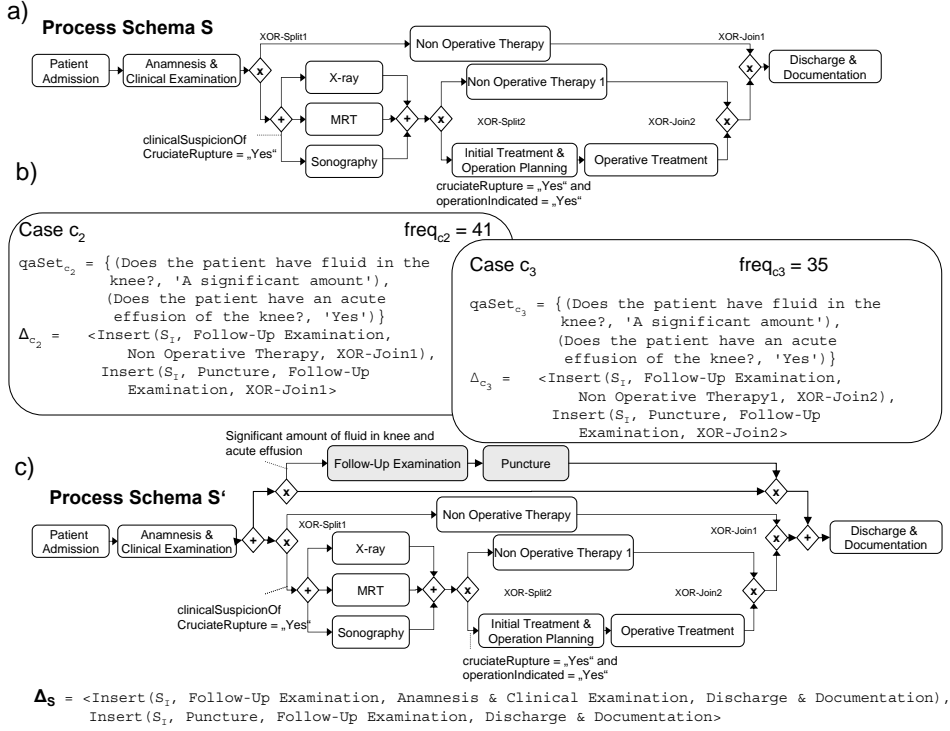 a)
Process Schema S
XOR-Split1
XOR-Join1
Patient
Admission
Anamnesis &
Clinical Examination
x
Non Operative Therapy
x
Discharge &
Documentation
+
X-ray
MRT
Sonography
+
x
Non Operative Therapy 1
XOR-Split2
XOR-Join2
x
clinicalSuspicionOf
CruciateRupture = „Yes“
Initial Treatment &
Operation Planning
Operative Treatment
cruciateRupture = „Yes“ and
operationIndicated = „Yes“
b)
Case c2
freqc2 = 41
qaSetc2 = {(Does the patient have fluid in the
knee?, 'A significant amount'),
(Does the patient have an acute
effusion of the knee?, 'Yes')}
Δc2 = <Insert(SI, Follow-Up Examination,
Non Operative Therapy, XOR-Join1),
Insert(SI, Puncture, Follow-Up
Examination, XOR-Join1>
Case c3
freqc3 = 35
qaSetc3 = {(Does the patient have fluid in the
knee?, 'A significant amount'),
(Does the patient have an acute
effusion of the knee?, 'Yes')}
Δc3 = <Insert(SI, Follow-Up Examination,
Non Operative Therapy1, XOR-Join2),
Insert(SI, Puncture, Follow-Up
Examination, XOR-Join2>
c)
Significant amount of fluid in knee and
acute effusion
x
Follow-Up Examination
Puncture
x
Process Schema S‘
XOR-Split1
XOR-Join1
Patient
Admission
Anamnesis &
Clinical Examination
+
x
Non Operative Therapy
x
+
Discharge &
Documentation
+
X-ray
MRT
Sonography
+
x
Non Operative Therapy 1
XOR-Split2
XOR-Join2
x
clinicalSuspicionOf
CruciateRupture = „Yes“
Initial Treatment &
Operation Planning
Operative Treatment
cruciateRupture = „Yes“ and
operationIndicated = „Yes“
ΔS = <Insert(SI, Follow-Up Examination, Anamnesis & Clinical Examination, Discharge & Documentation),
Insert(SI, Puncture, Follow-Up Examination, Discharge & Documentation>